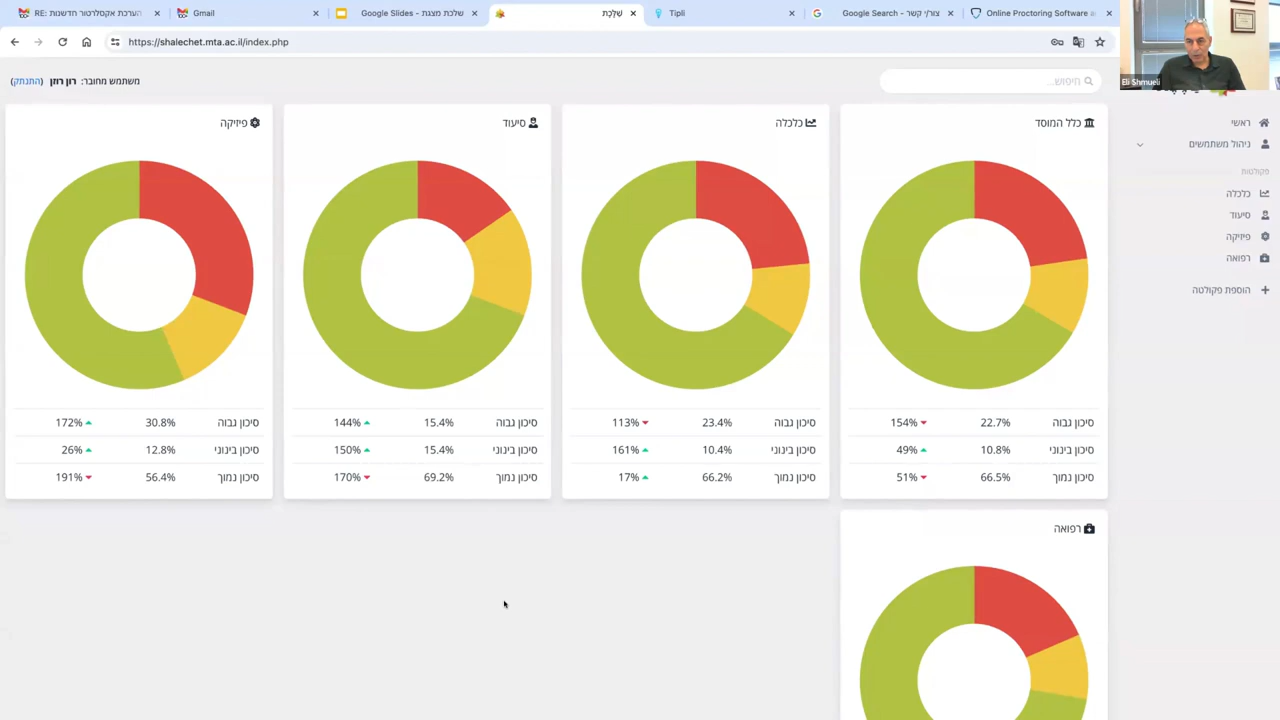 RE: הערכת אקסלטור חדשנות
Gmail
שלכת מצגת - Google Slides
שַׁלֶּכֶת
Tipli
צור/י קשר - Google Search
Online Proctoring Software a
https://shalechet.mta.ac.il/index.php
Eli Shmueli
חיפוש...
משתמש מחובר: רון רוזן (התנתק)
ראשי
ניהול משתמשים
פקולטות
כלכלה
סיעוד
פיזיקה
רפואה
הוספת פקולטה
כלל המוסד
סיכון גבוה 22.7% 154%
סיכון בינוני 10.8% 49%
סיכון נמוך 66.5% 51%
כלכלה
סיכון גבוה 23.4% 113%
סיכון בינוני 10.4% 161%
סיכון נמוך 66.2% 17%
סיעוד
סיכון גבוה 15.4% 144%
סיכון בינוני 15.4% 150%
סיכון נמוך 69.2% 170%
פיזיקה
סיכון גבוה 30.8% 172%
סיכון בינוני 12.8% 26%
סיכון נמוך 56.4% 191%
רפואה